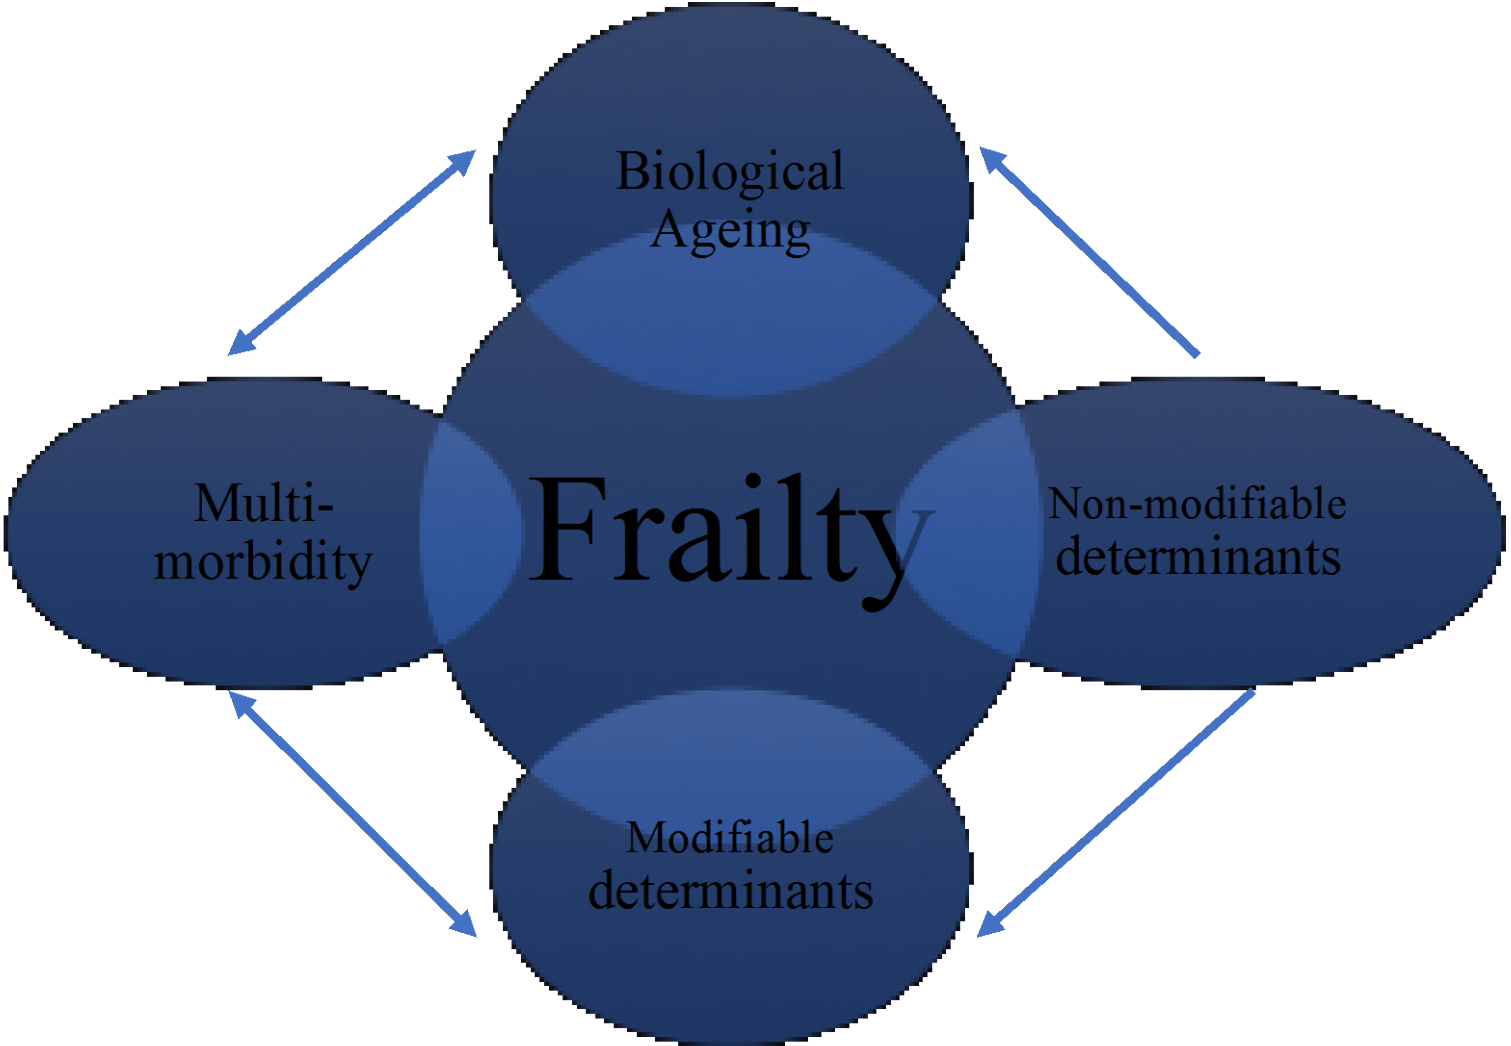 Biological
Ageing
Multi-
morbidity
Frailty
Non-modifiable
determinants
Modifiable
determinants